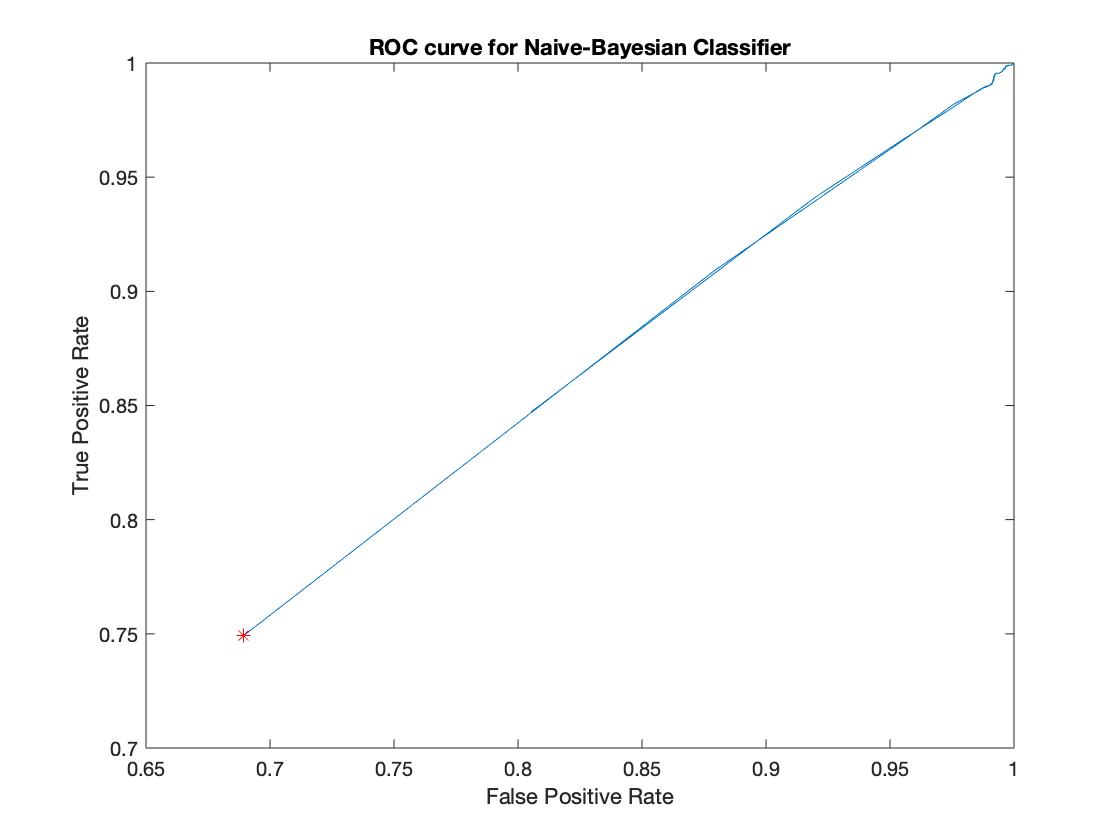 ROC curve for Naive-Bayesian Classifier
1
0.95
0.9
0.85
0.8
0.75
0.7
True Positive Rate
0.65 0.7 0.75 0.8 0.85 0.9 0.95 1
False Positive Rate